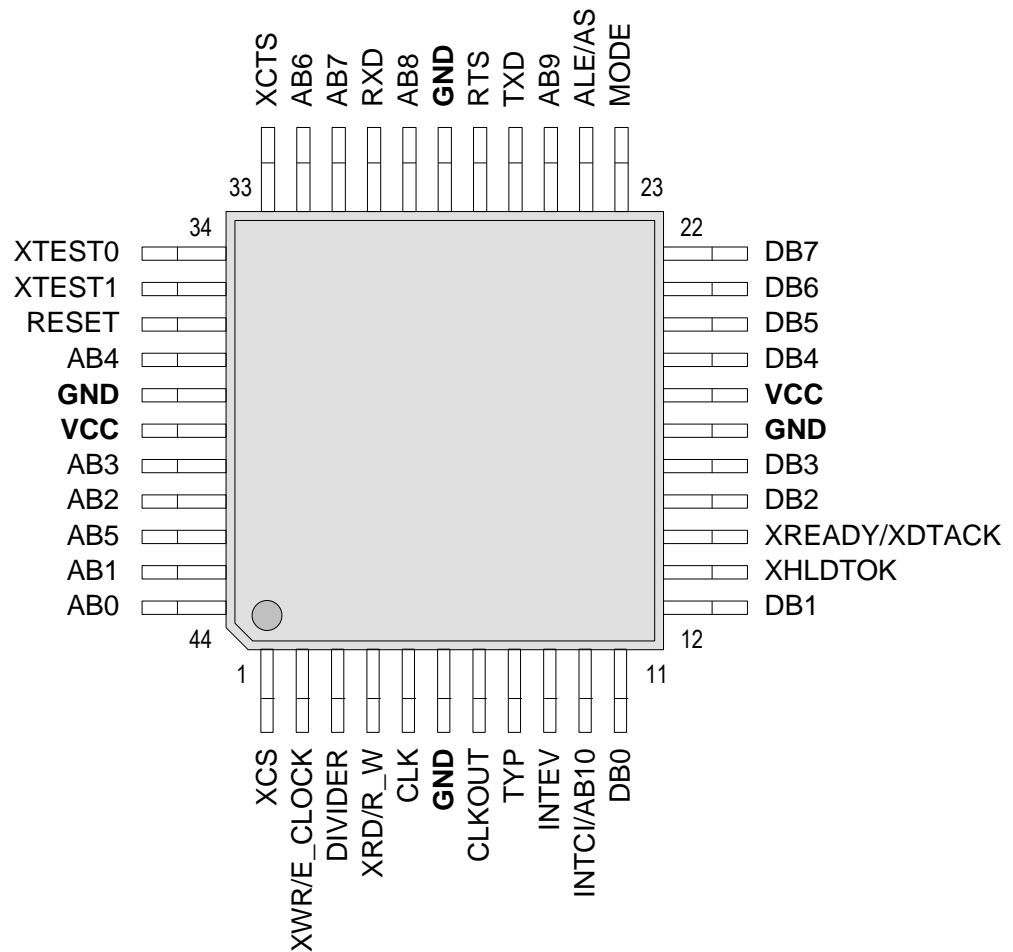 XCTS
AB6
AB7
RXD
AB8
GND
RTS
TXD
AB9
ALE/AS
MODE
33
23
34
22
XTEST0
XTEST1
RESET
AB4
GND
VCC
AB3
AB2
AB5
AB1
AB0
DB7
DB6
DB5
DB4
VCC
GND
DB3
DB2
XREADY/XDTACK
XHLDTOK
DB1
44
12
1
11
XCS
XWR/E_CLOCK
DIVIDER
XRD/R_W
CLK
GND
CLKOUT
TYP
INTEV
INTCI/AB10
DB0